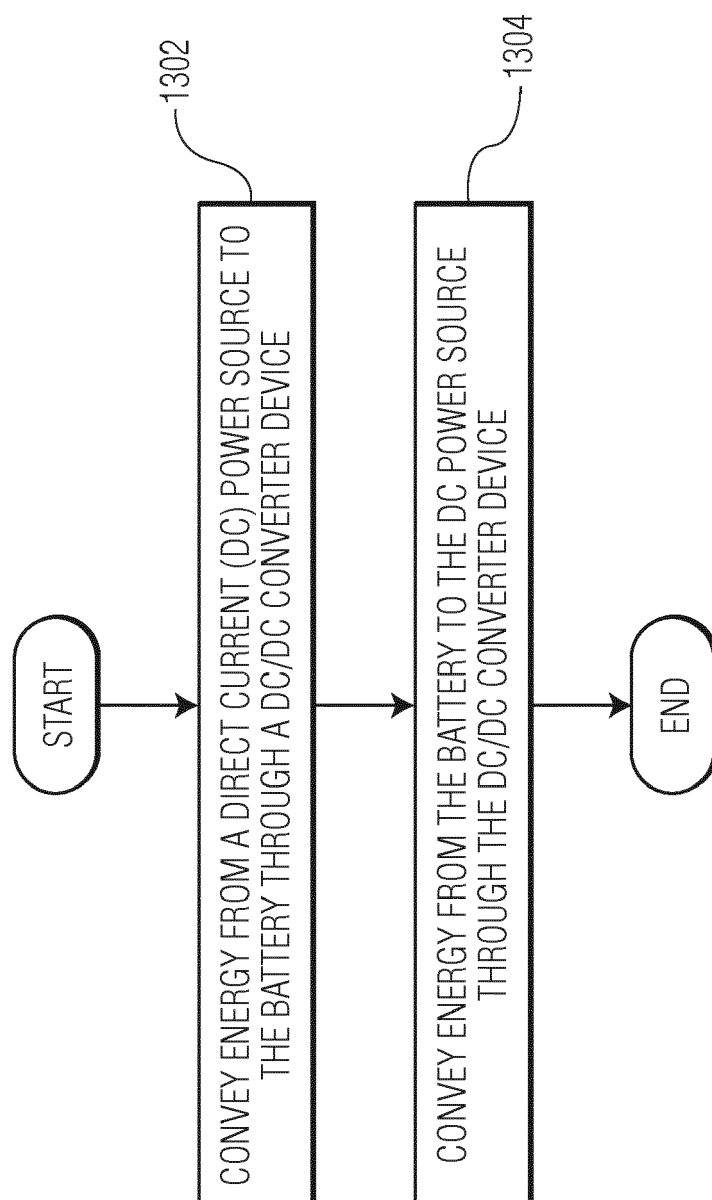 START
CONVEY ENERGY FROM A DIRECT CURRENT (DC) POWER SOURCE TO
THE BATTERY THROUGH A DC/DC CONVERTER DEVICE
1302
CONVEY ENERGY FROM THE BATTERY TO THE DC POWER SOURCE
THROUGH THE DC/DC CONVERTER DEVICE
1304
END